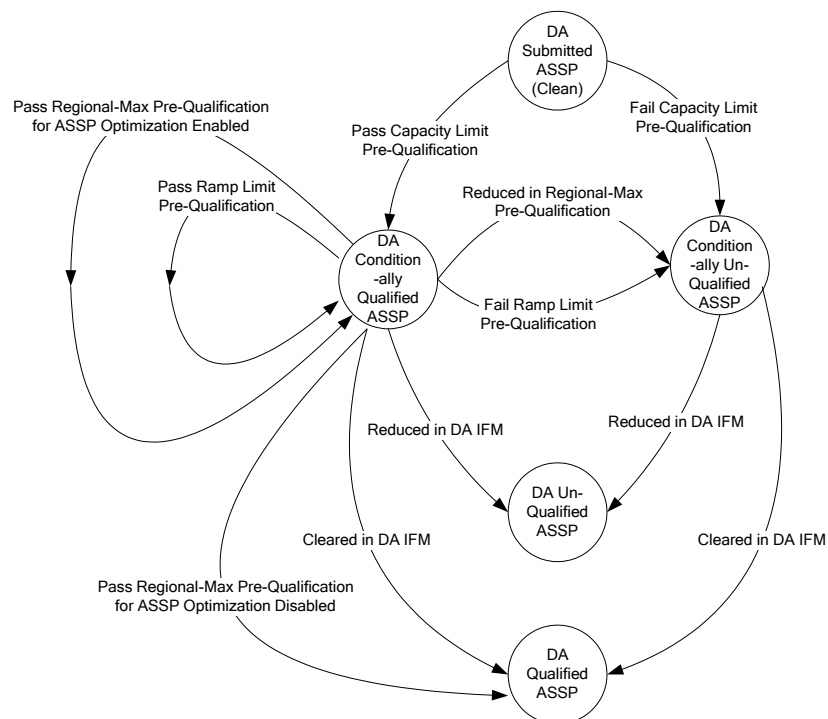 DA
Submitted
ASSP
(Clean)
Pass Regional-Max Pre-Qualification
for ASSP Optimization Enabled
Pass Capacity Limit
Pre-Qualification
Fail Capacity Limit
Pre-Qualification
Pass Ramp Limit
Pre-Qualification
Reduced in Regional-Max
Pre-Qualification
DA
Condition
-ally
Qualified
ASSP
DA
Condition
-ally Un-
Qualified
ASSP
Fail Ramp Limit
Pre-Qualification
Reduced in DA IFM
Reduced in DA IFM
DA Un-
Qualified
ASSP
Cleared in DA IFM
Cleared in DA IFM
Pass Regional-Max Pre-Qualification
for ASSP Optimization Disabled
DA
Qualified
ASSP